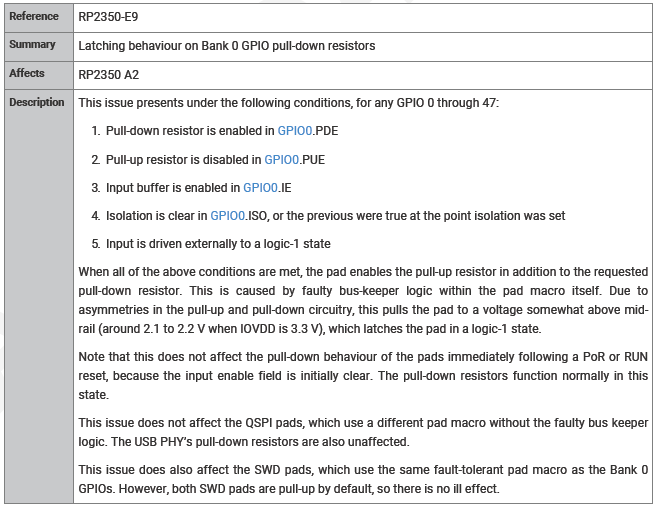 Reference RP2350-E9
Summary Latching behaviour on Bank 0 GPIO pull-down resistors
Affects RP2350 A2
Description This issue presents under the following conditions, for any GPIO 0 through 47:
1. Pull-down resistor is enabled in GPIO0.PDE
2. Pull-up resistor is disabled in GPIO0.PUE
3. Input buffer is enabled in GPIO0.IE
4. Isolation is clear in GPIO0.ISO, or the previous were true at the point isolation was set
5. Input is driven externally to a logic-1 state
When all of the above conditions are met, the pad enables the pull-up resistor in addition to the requested
pull-down resistor. This is caused by faulty bus-keeper logic within the pad macro itself. Due to
asymmetries in the pull-up and pull-down circuitry, this pulls the pad to a voltage somewhat above mid-
rail (around 2.1 to 2.2 V when IOVDD is 3.3 V), which latches the pad in a logic-1 state.
Note that this does not affect the pull-down behaviour of the pads immediately following a PoR or RUN
reset, because the input enable field is initially clear. The pull-down resistors function normally in this
state.
This issue does not affect the QSPI pads, which use a different pad macro without the faulty bus keeper
logic. The USB PHY's pull-down resistors are also unaffected.
This issue does also affect the SWD pads, which use the same fault-tolerant pad macro as the Bank 0
GPIOs. However, both SWD pads are pull-up by default, so there is no ill effect.